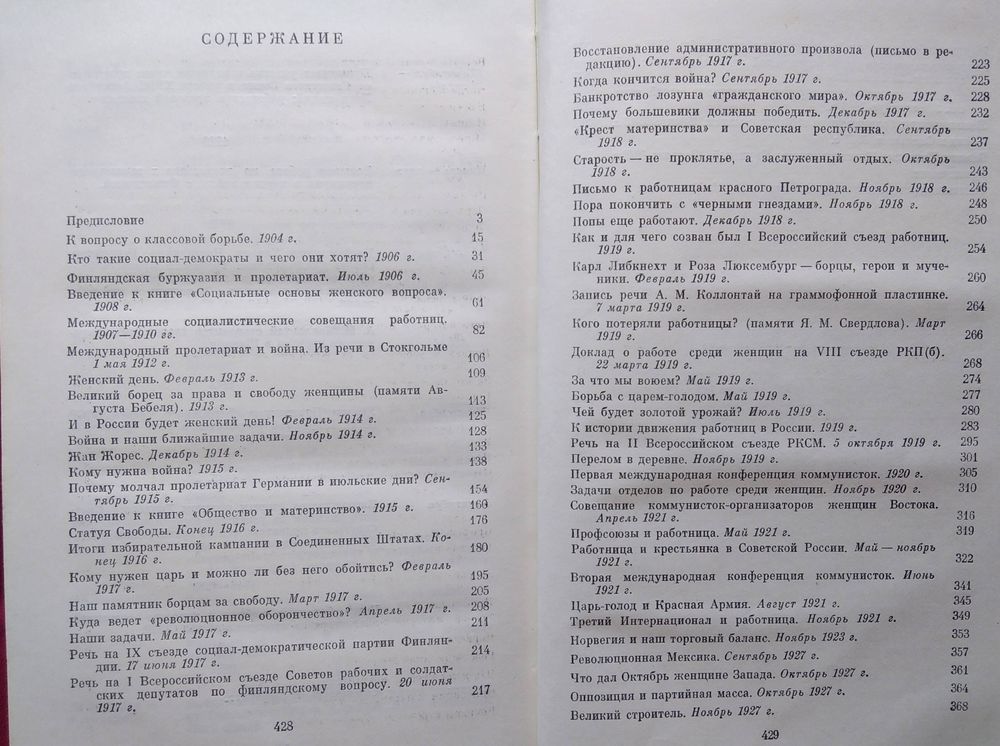 СОДЕРЖАНИЕ
Предисловие 3
К вопросу о классовой борьбе. 1904 г. 15
Кто такие социал-демократы и чего они хотят? 1906 г. 31
Финляндская буржуазия и пролетариат. Июль 1906 г. 45
Введение к книге «Социальные основы женского вопроса».
1908 г. 61
Международные социалистические совещания работниц.
1907—1910 гг. 82
Международный пролетариат и война. Из речи в Стокгольме
1 мая 1912 г. 106
Женский день. Февраль 1913 г. 109
Великий борец за права и свободу женщины (памяти Ав-
густа Бебеля). 1913 г. 113
И в России будет женский день! Февраль 1914 г. 125
Война и наши ближайшие задачи. Ноябрь 1914 г. 128
Жан Жорес. Декабрь 1914 г. 133
Кому нужна война? 1915 г. 138
Почему молчал пролетариат Германии в июльские дни? Сен-
тябрь 1915 г. 154
Введение к книге «Общество и материнство». 1915 г. 160
Статуя Свободы. Конец 1916 г. 176
Итоги избирательной кампании в Соединенных Штатах. Ко-
нец 1916 г. 180
Кому нужен царь и можно ли без него обойтись? Февраль
1917 г. 195
Наш памятник борцам за свободу. Март 1917 г. 205
Куда ведет «революционное оборончество»? Апрель 1917 г. 208
Наши задачи. Май 1917 г. 211
Речь на IX съезде социал-демократической партии Финлян-
дии. 17 июня 1917 г. 214
Речь на I Всероссийском съезде Советов рабочих и солдат-
ских депутатов по финляндскому вопросу. 20 июня
1917 г. 217
428
Восстановление административного произвола (письмо в ре-
дакцию). Сентябрь 1917 г. 223
Когда кончится война? Сентябрь 1917 г. 225
Банкротство лозунга «гражданского мира». Октябрь 1917 г. 228
Почему большевики должны победить. Декабрь 1917 г. 232
«Крест материнства» и Советская республика. Сентябрь
1918 г. 237
Старость — не проклятье, а заслуженный отдых. Октябрь
1918 г. 243
Письмо к работницам красного Петрограда. Ноябрь 1918 г. 246
Пора покончить с «черными гнездами». Ноябрь 1918 г. 248
Попы еще работают. Декабрь 1918 г. 250
Как и для чего созван был I Всероссийский съезд работниц.
1919 г. 254
Карл Либкнехт и Роза Люксембург — борцы, герои и муче-
ники. Февраль 1919 г. 260
Запись речи А. М. Коллонтай на граммофонной пластинке.
7 марта 1919 г. 264
Кого потеряли работницы? (памяти Я. М. Свердлова). Март
1919 г. 266
Доклад о работе среди женщин на VIII съезде РКП(б).
22 марта 1919 г. 268
За что мы воюем? Май 1919 г. 274
Борьба с царем-голодом. Май 1919 г. 277
Чей будет золотой урожай? Июль 1919 г. 280
К истории движения работниц в России. 1919 г. 283
Речь на II Всероссийском съезде РКСМ. 5 октября 1919 г. 295
Перелом в деревне. Ноябрь 1919 г. 301
Первая международная конференция коммунисток. 1920 г. 305
Задачи отделов по работе среди женщин. Ноябрь 1920 г. 310
Совещание коммунисток-организаторов женщин Востока.
Апрель 1921 г. 316
Профсоюзы и работница. Май 1921 г. 319
Работница и крестьянка в Советской России. Май — ноябрь
1921 г. 322
Вторая международная конференция коммунисток. Июнь
1921 г. 341
Царь-голод и Красная Армия. Август 1921 г. 345
Третий Интернационал и работница. Ноябрь 1921 г. 349
Норвегия и наш торговый баланс. Ноябрь 1923 г. 353
Революционная Мексика. Сентябрь 1927 г. 357
Что дал Октябрь женщине Запада. Октябрь 1927 г. 361
Оппозиция и партийная масса. Октябрь 1927 г. 364
Великий строитель. Ноябрь 1927 г. 368
429